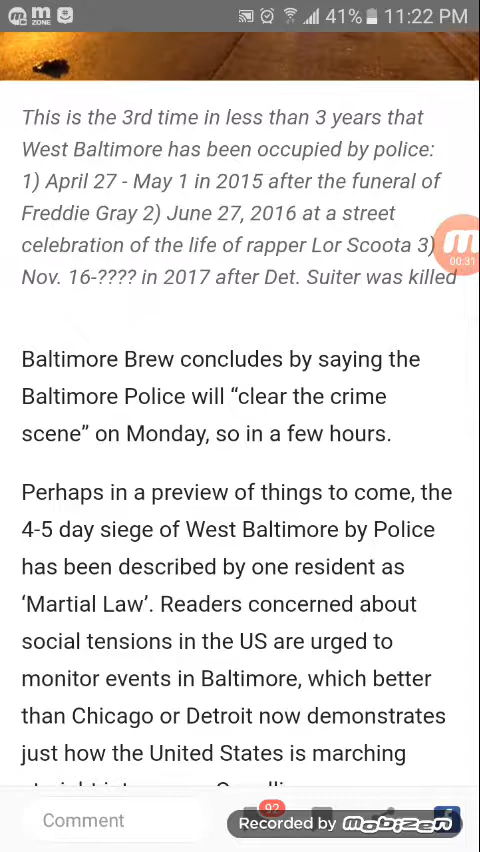 m ZONE 41% 11:22 PM
This is the 3rd time in less than 3 years that
West Baltimore has been occupied by police:
1) April 27 - May 1 in 2015 after the funeral of
Freddie Gray 2) June 27, 2016 at a street
celebration of the life of rapper Lor Scoota 3)
Nov. 16-???? in 2017 after Det. Suiter was killed
00:31
Baltimore Brew concludes by saying the
Baltimore Police will “clear the crime
scene” on Monday, so in a few hours.
Perhaps in a preview of things to come, the
4-5 day siege of West Baltimore by Police
has been described by one resident as
‘Martial Law’. Readers concerned about
social tensions in the US are urged to
monitor events in Baltimore, which better
than Chicago or Detroit now demonstrates
just how the United States is marching
Comment
92
Recorded by mobizen